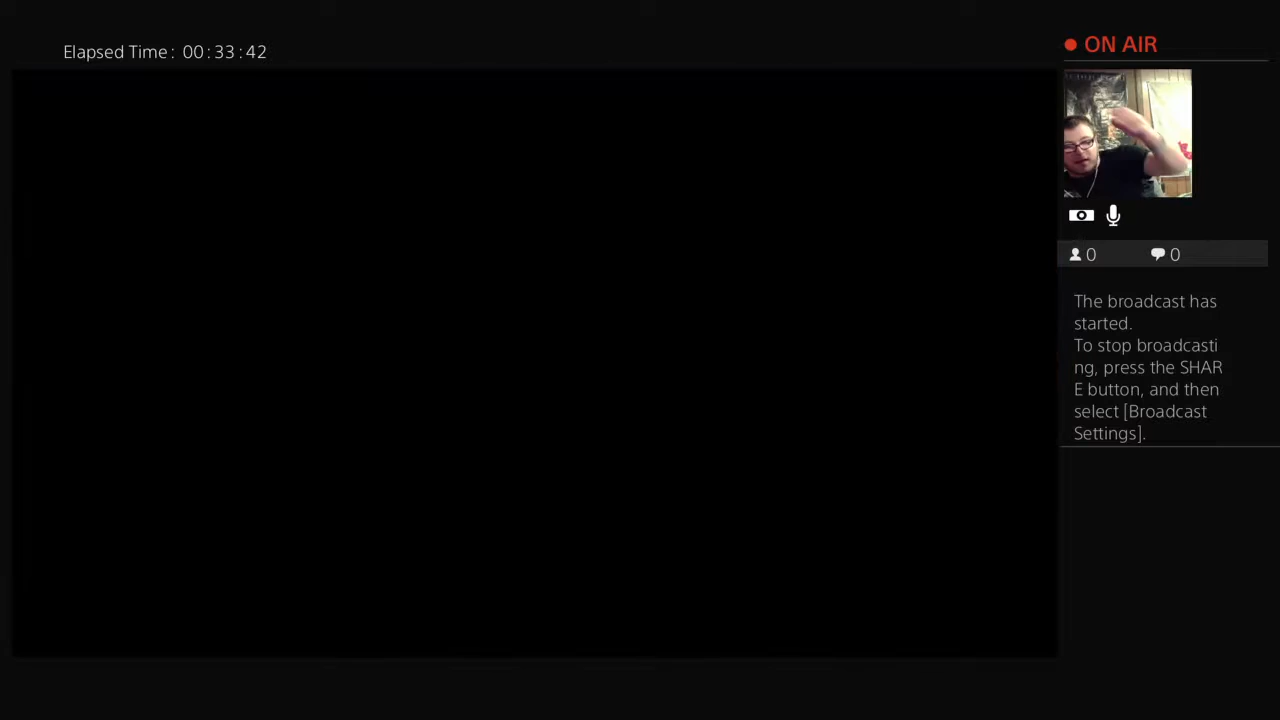 Elapsed Time: 00:33:42
ON AIR
0 0
The broadcast has
started.
To stop broadcasti
ng, press the SHAR
E button, and then
select [Broadcast
Settings].